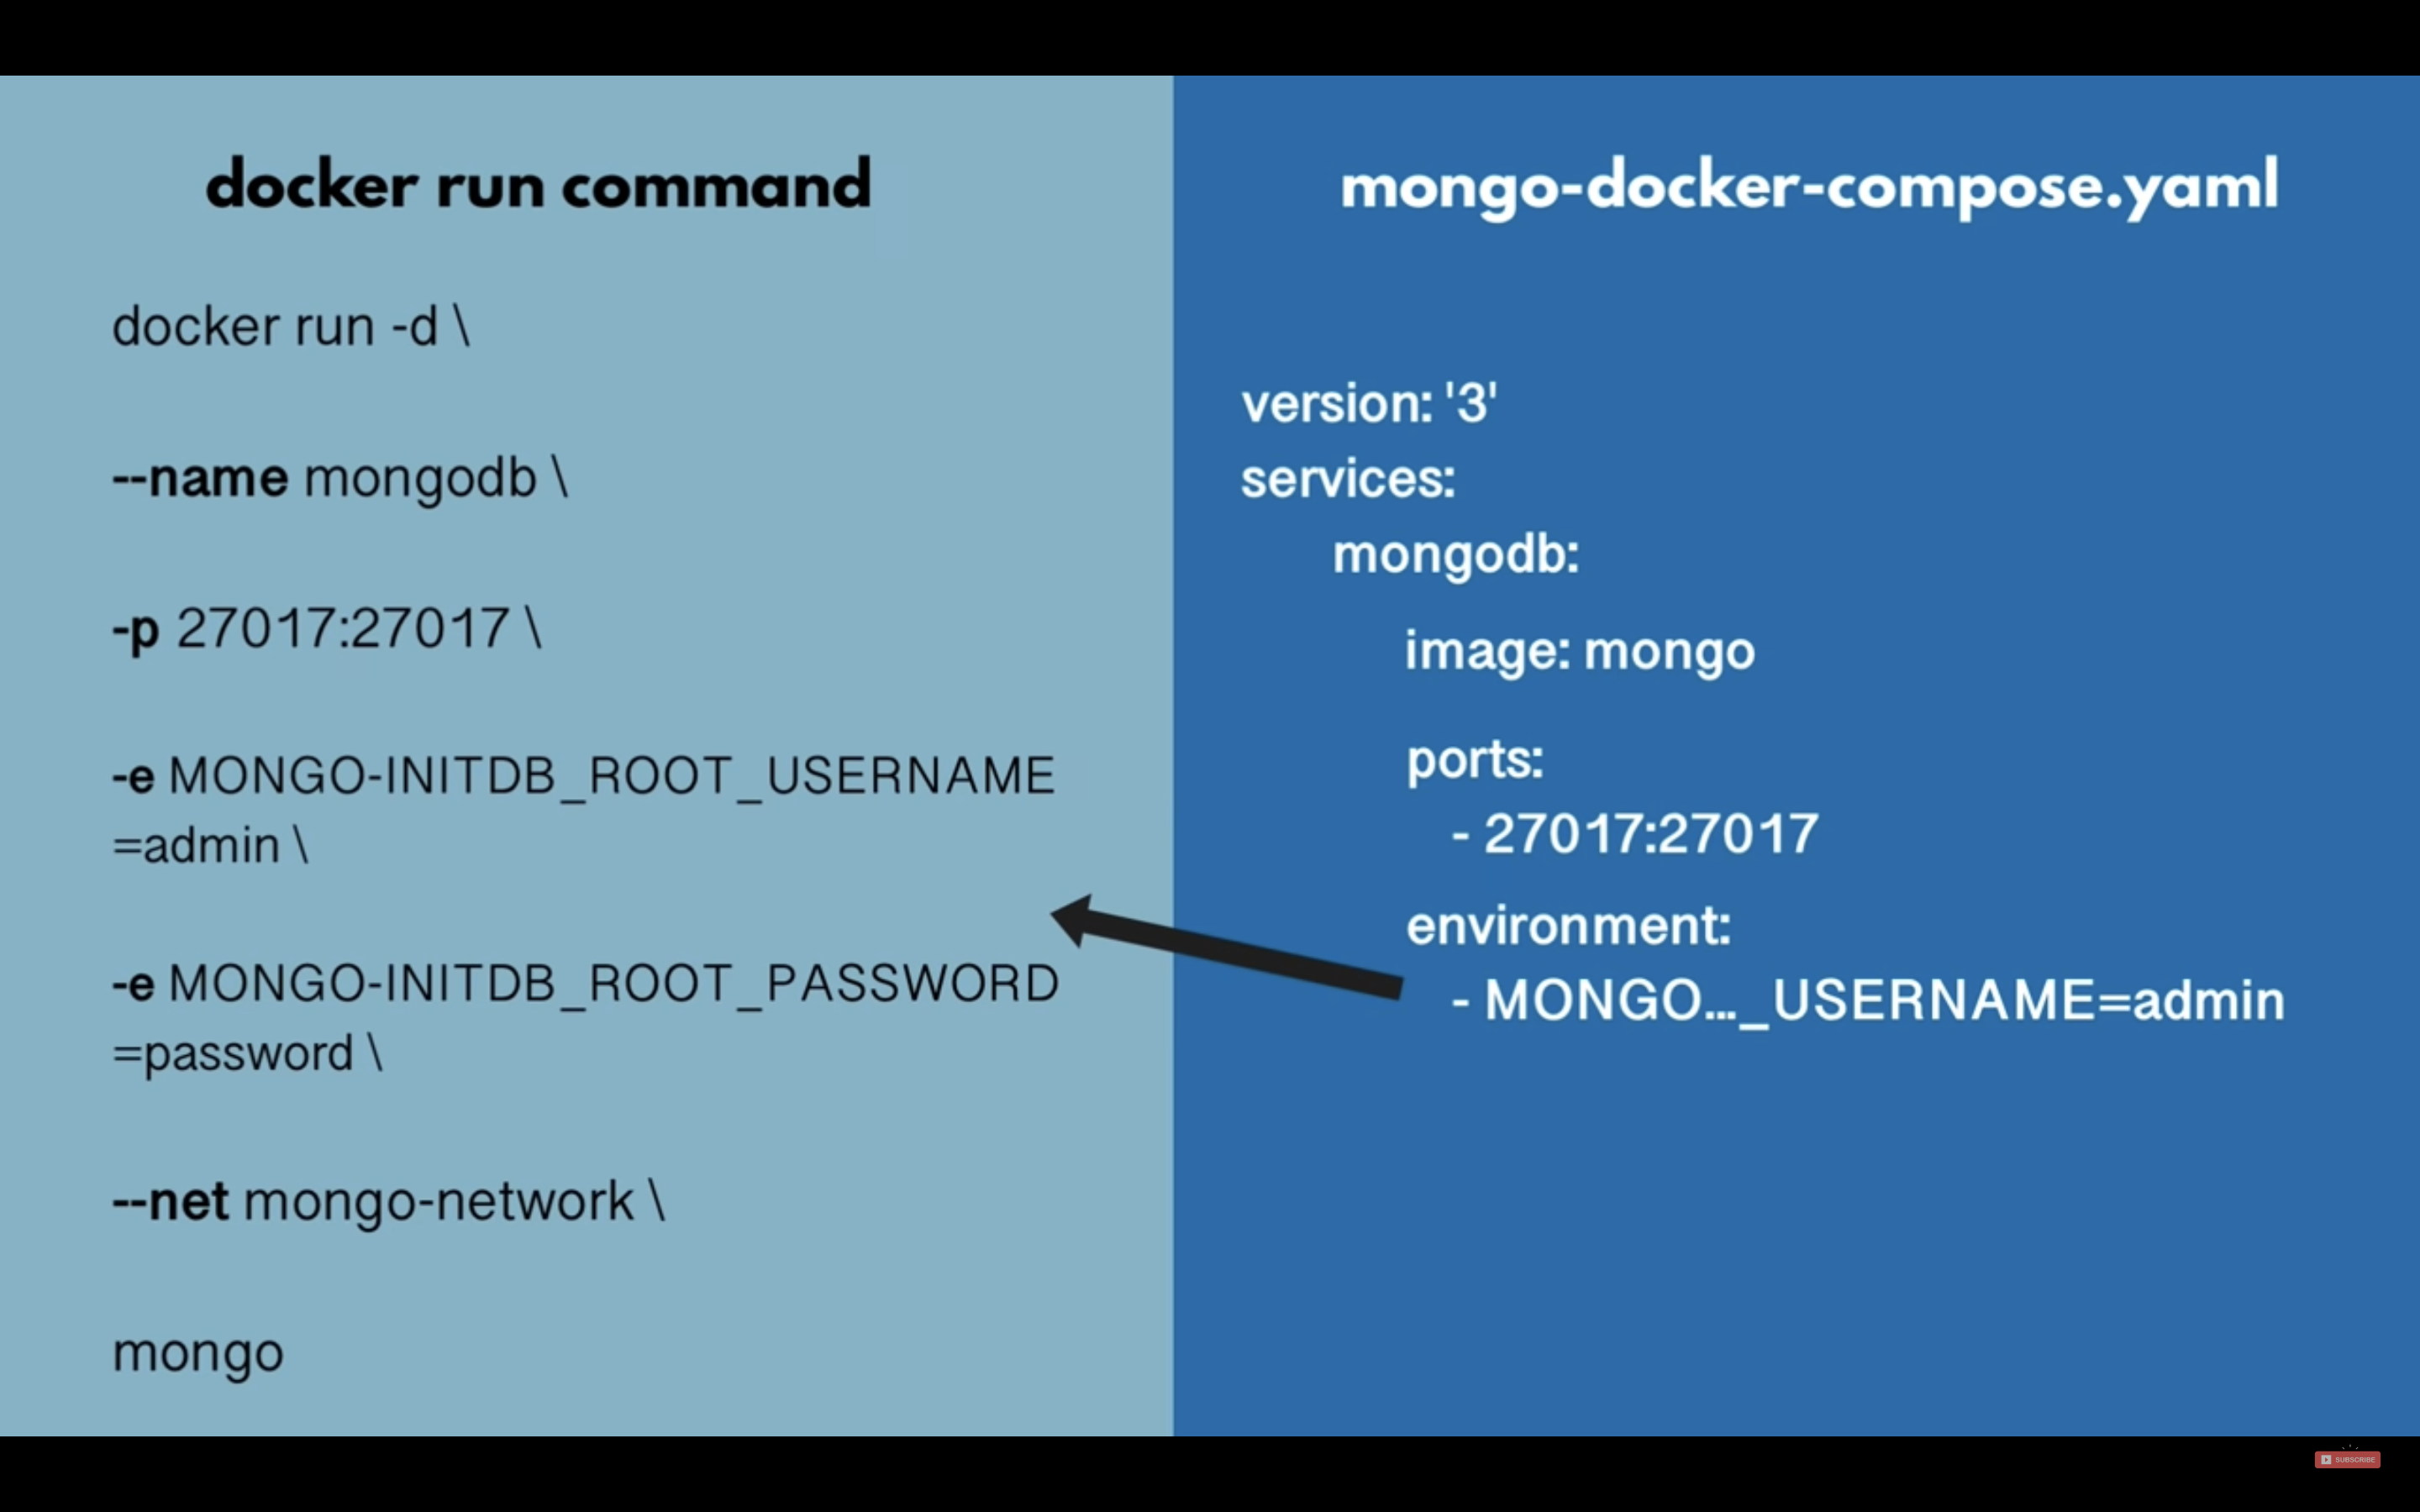 docker run command
docker run -d \
--name mongodb \
-p 27017:27017 \
-e MONGO-INITDB_ROOT_USERNAME
=admin \
-e MONGO-INITDB_ROOT_PASSWORD
=password \
--net mongo-network \
mongo
mongo-docker-compose.yaml
version: '3'
services:
mongodb:
image: mongo
ports:
- 27017:27017
environment:
- MONGO..._USERNAME=admin
SUBSCRIBE